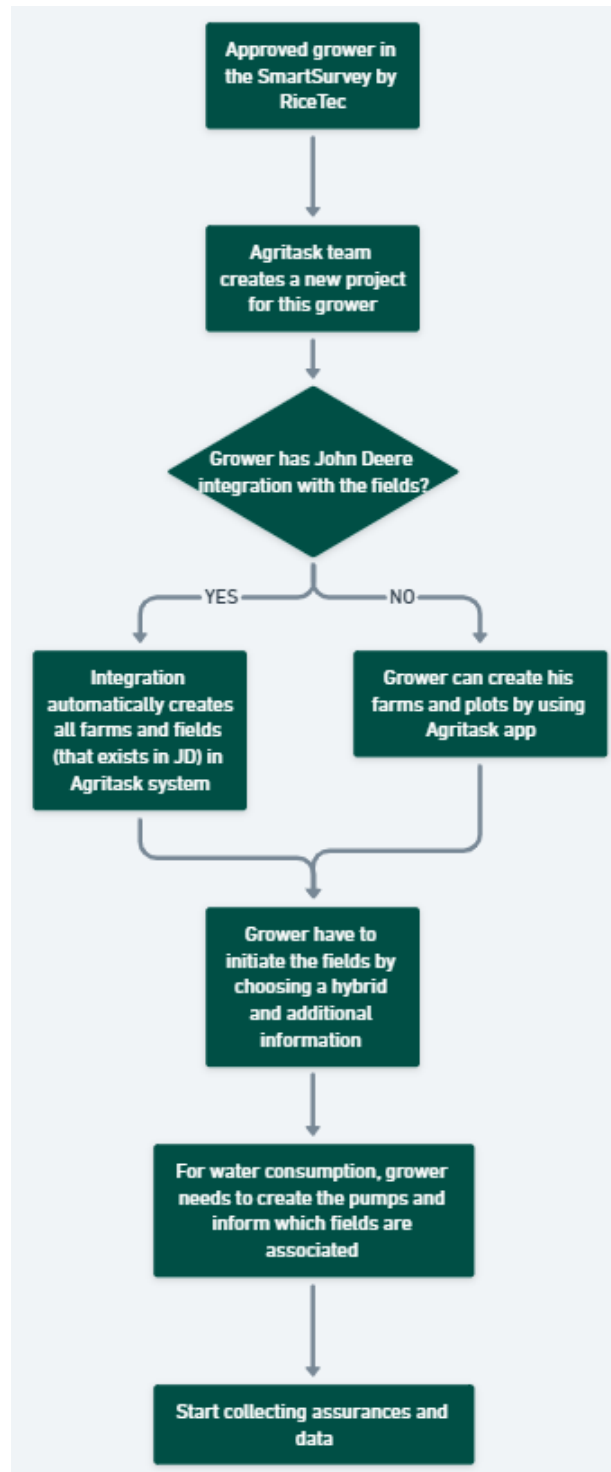 Approved grower in
the SmartSurvey by
RiceTec
Agritask team
creates a new project
for this grower
Grower has John Deere
integration with the fields?
YES
NO
Integration
automatically creates
all farms and fields
(that exists in JD) in
Agritask system
Grower can create his
farms and plots by using
Agritask app
Grower have to
initiate the fields by
choosing a hybrid
and additional
information
For water consumption, grower
needs to create the pumps and
inform which fields are
associated
Start collecting assurances and
data